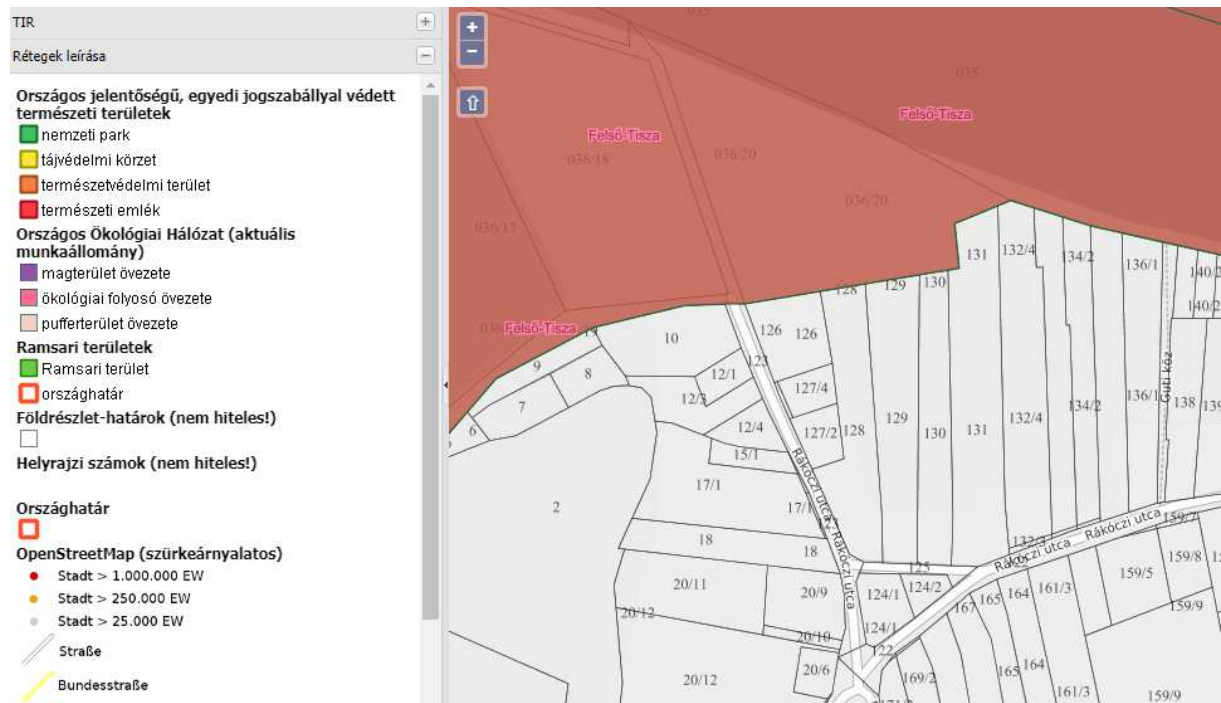 TIR
Rétegek leírása
Országos jelentőségű, egyedi jogszabállyal védett
természeti területek
nemzeti park
tájvédelmi körzet
természetvédelmi terület
természeti emlék
Országos Ökológiai Hálózat (aktuális
munkaállomány)
magterület övezete
ökológiai folyosó övezete
pufferterület övezete
Ramsari területek
Ramsari terület
országhatár
Földrészlet-határok (nem hiteles!)
Helyrajzi számok (nem hiteles!)
Országhatár
OpenStreetMap (szürkeárnyalatos)
Stadt > 1.000.000 EW
Stadt > 250.000 EW
Stadt > 25.000 EW
Straße
Bundesstraße
035
035
Felső-Tisza
Felső-Tisza
036/18
036/20
036/20
036/17
Felső-Tisza
131
132/4
134/2
136/1
140/2
140/2
128
129
130
10
126
126
123
9
8
12/1
12/3
7
127/4
6
12/4
127/2
128
129
130
131
132/4
134/2
136/1
Guti köz
138
139
15/1
17/1
17/1
2
Rákóczi utca
Rákóczi utca
18
18
132/3
Rákóczi utca
Rákóczi utca
159/7
125
20/11
20/9
124/1
124/2
167
165
164
161/3
159/5
159/8
159/9
20/12
20/10
124/1
122
20/12
20/6
169/2
165
164
161/3
159/9